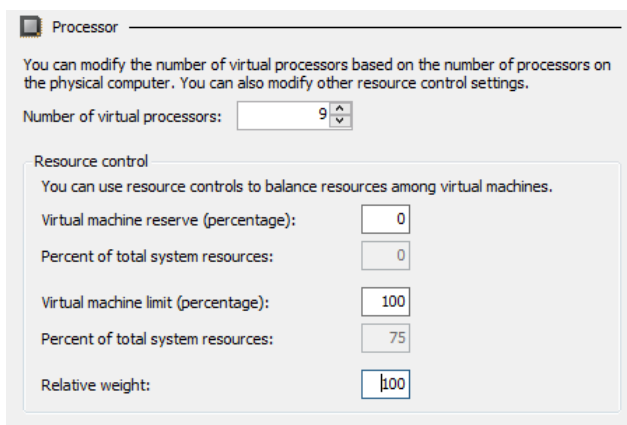 Processor
You can modify the number of virtual processors based on the number of processors on
the physical computer. You can also modify other resource control settings.
Number of virtual processors: 9
Resource control
You can use resource controls to balance resources among virtual machines.
Virtual machine reserve (percentage): 0
Percent of total system resources: 0
Virtual machine limit (percentage): 100
Percent of total system resources: 75
Relative weight: 100